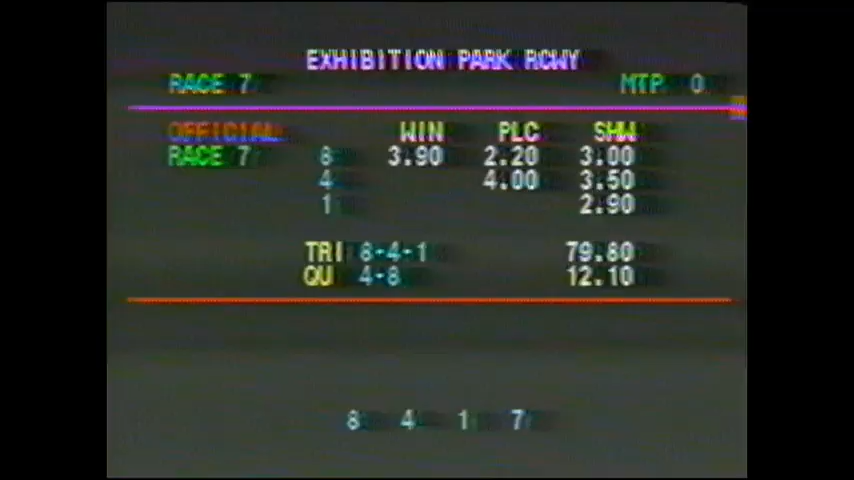 EXHIBITION PARK RCWY
RACE 7 MTP 0
OFFICIAL WIN PLC SHW
RACE 7 8 3.90 2.20 3.00
4 4.00 3.50
1 2.90
TRI 8-4-1 79.80
QU 4-8 12.10
8 4 1 7